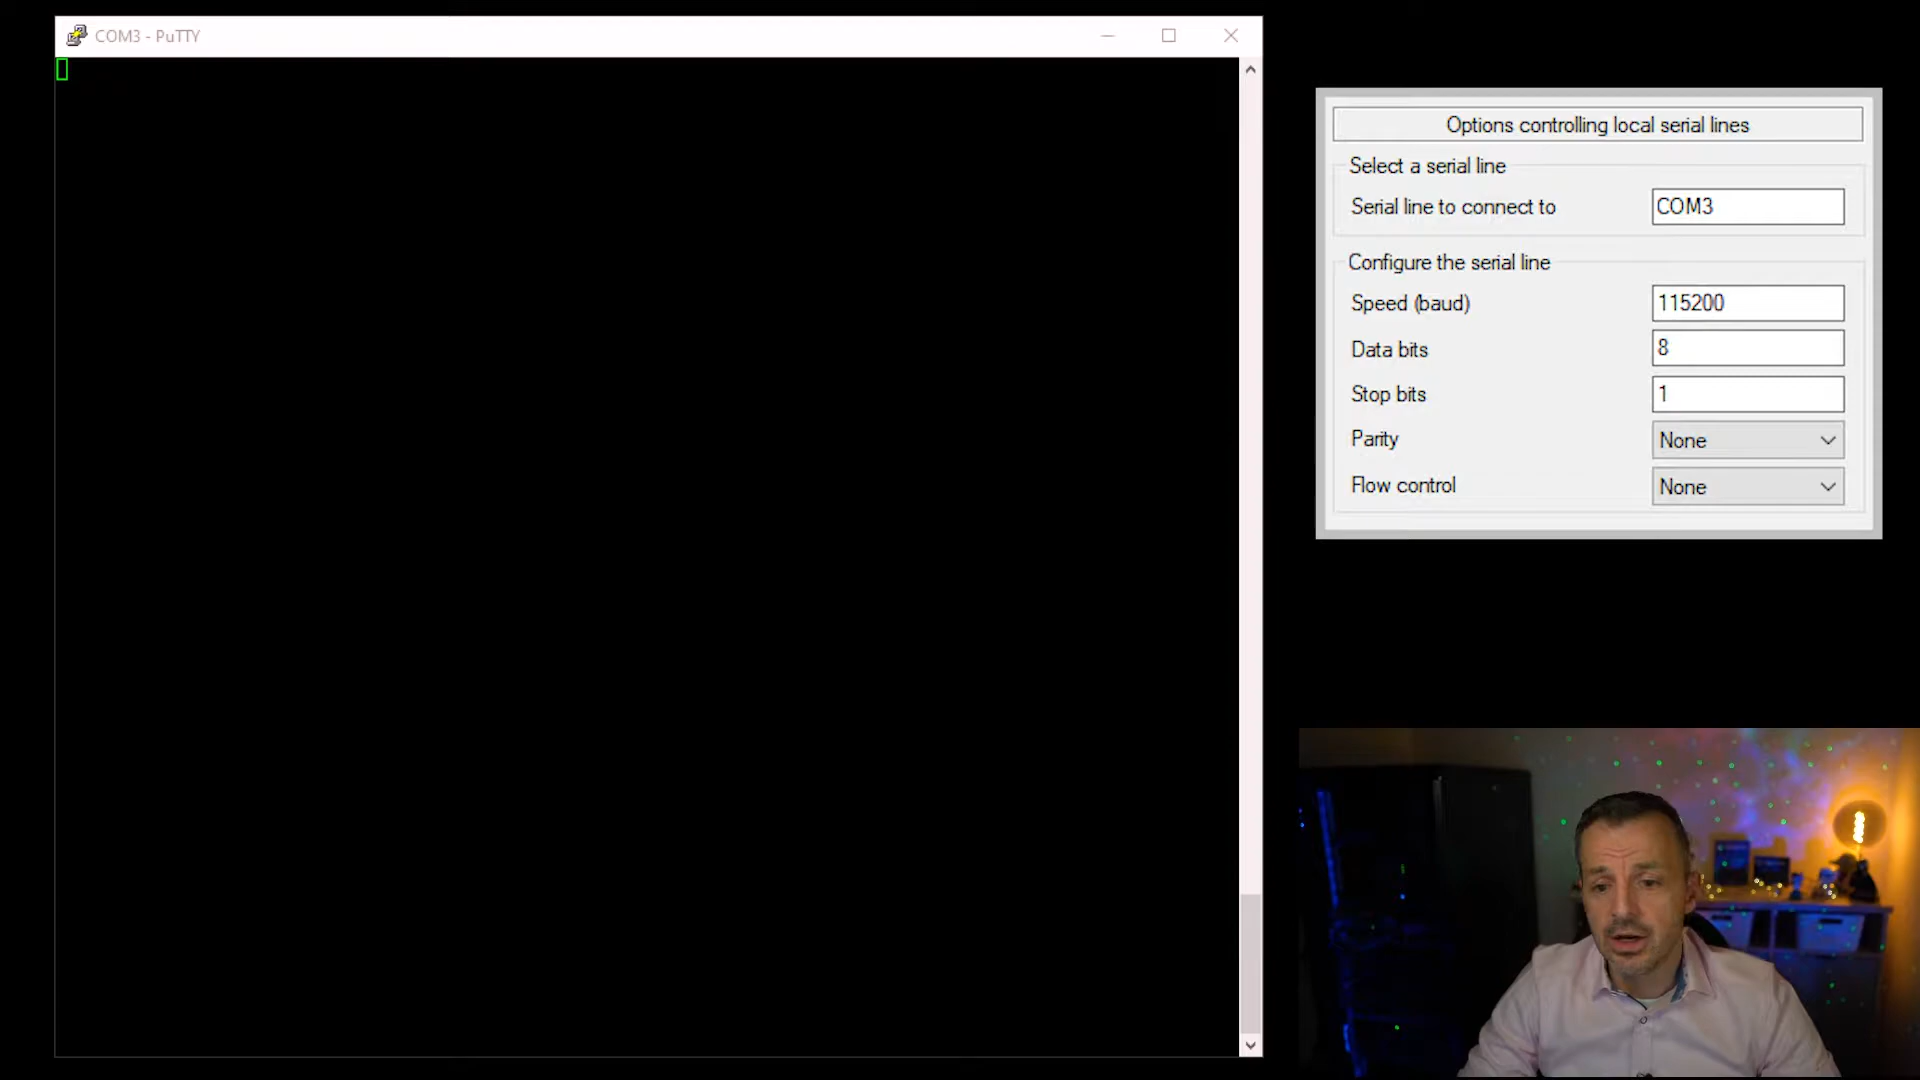 COM3 - PuTTY
Options controlling local serial lines
Select a serial line
Serial line to connect to
COM3
Configure the serial line
Speed (baud)
115200
Data bits
8
Stop bits
1
Parity
None
Flow control
None